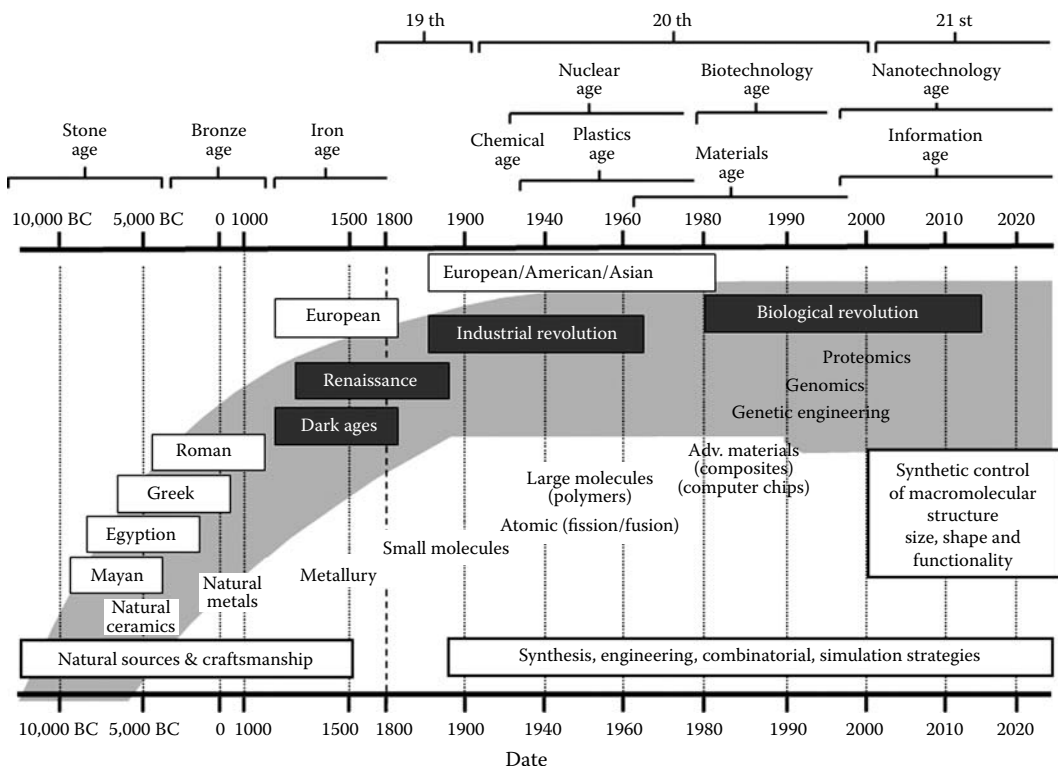 19 th
20 th
21 st
Nuclear
age
Biotechnology
age
Nanotechnology
age
Stone
age
Bronze
age
Iron
age
Chemical
age
Plastics
age
Materials
age
Information
age
10,000 BC 5,000 BC 0 1000 1500 1800 1900 1940 1960 1980 1990 2000 2010 2020
European/American/Asian
European
Industrial revolution
Biological revolution
Proteomics
Renaissance
Genomics
Dark ages
Genetic engineering
Roman
Adv. materials
(composites)
(computer chips)
Large molecules
(polymers)
Synthetic control
of macromolecular
structure
size, shape and
functionality
Greek
Atomic (fission/fusion)
Egyption
Small molecules
Mayan
Metallury
Natural
metals
Natural
ceramics
Natural sources & craftsmanship
Synthesis, engineering, combinatorial, simulation strategies
10,000 BC 5,000 BC 0 1000 1500 1800 1900 1940 1960 1980 1990 2000 2010 2020
Date